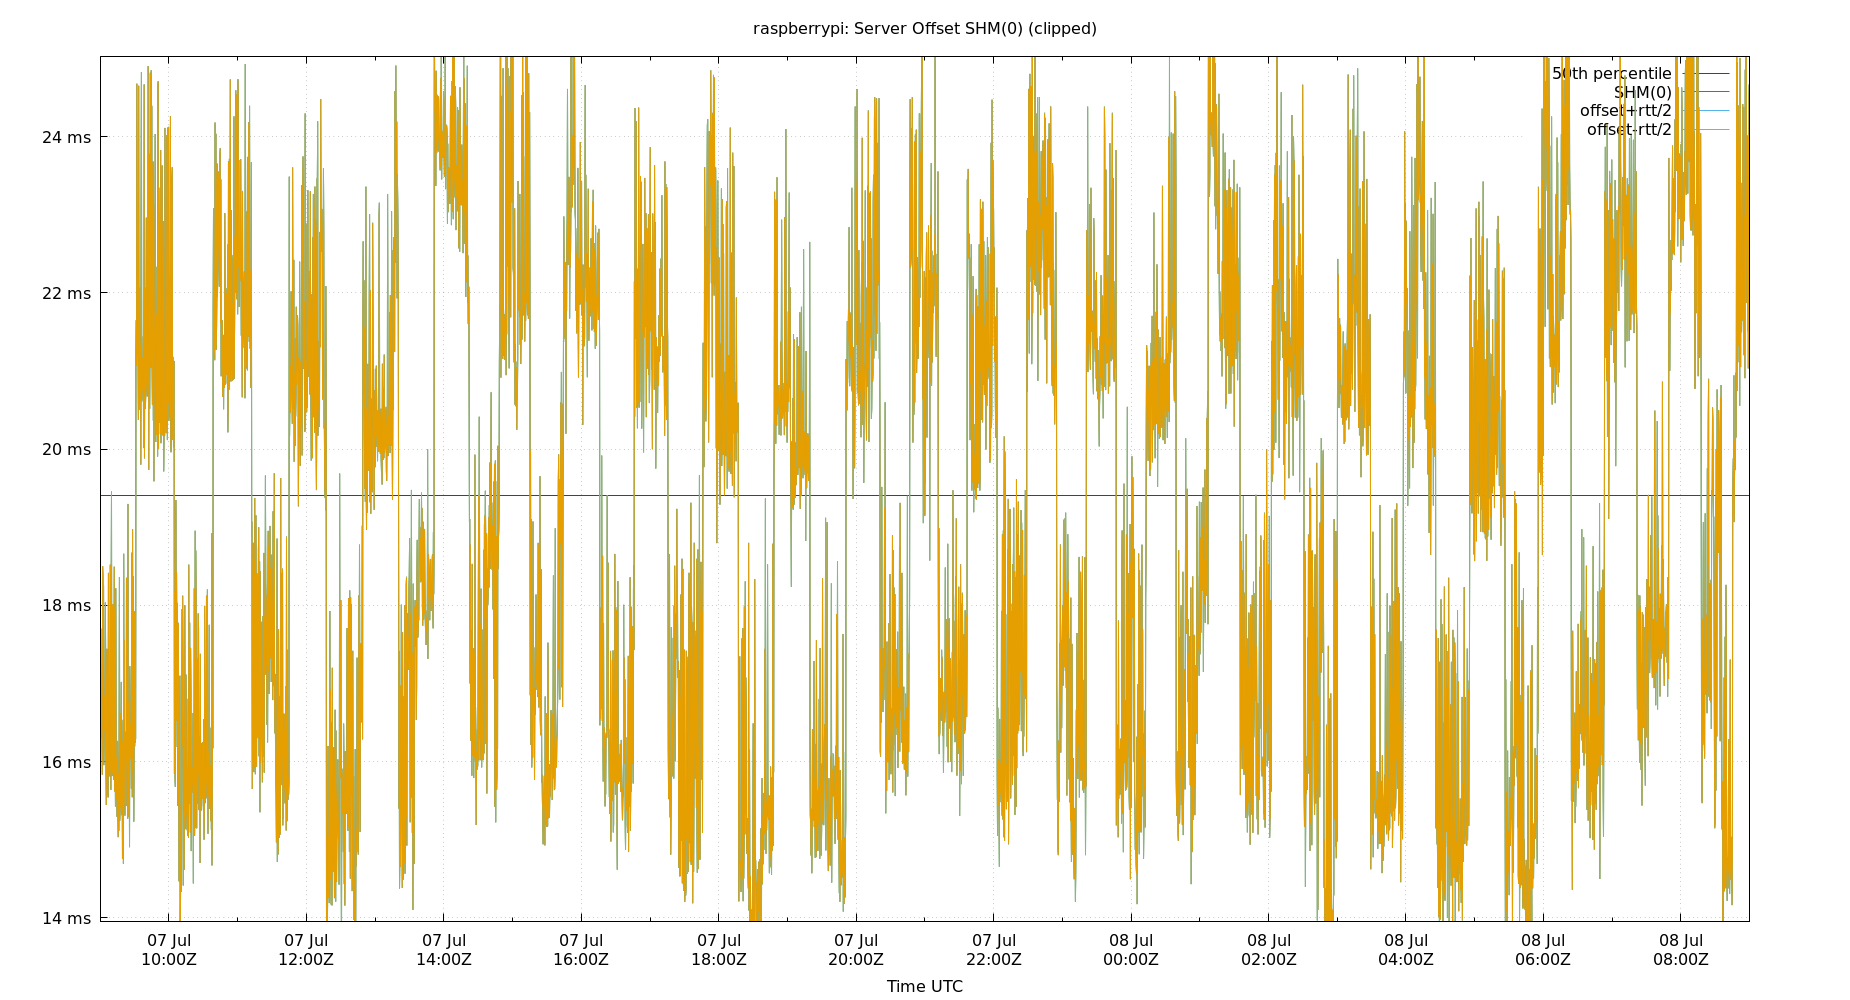 raspberrypi: Server Offset SHM(0) (clipped)
50th percentile
SHM(0)
offset+rtt/2
offset-rtt/2
24 ms
22 ms
20 ms
18 ms
16 ms
14 ms
07 Jul 07 Jul 07 Jul 07 Jul 07 Jul 07 Jul 07 Jul 08 Jul 08 Jul 08 Jul 08 Jul 08 Jul
10:00Z 12:00Z 14:00Z 16:00Z 18:00Z 20:00Z 22:00Z 00:00Z 02:00Z 04:00Z 06:00Z 08:00Z
Time UTC